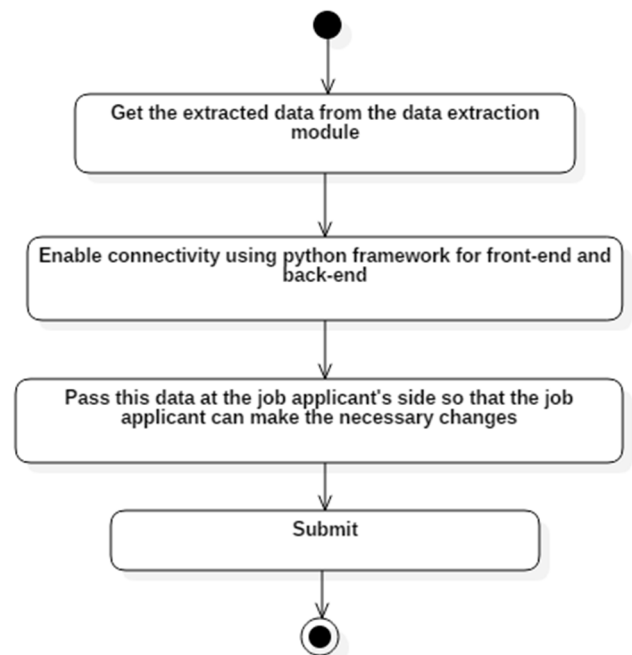 Get the extracted data from the data extraction
module
Enable connectivity using python framework for front-end and
back-end
Pass this data at the job applicant's side so that the job
applicant can make the necessary changes
Submit